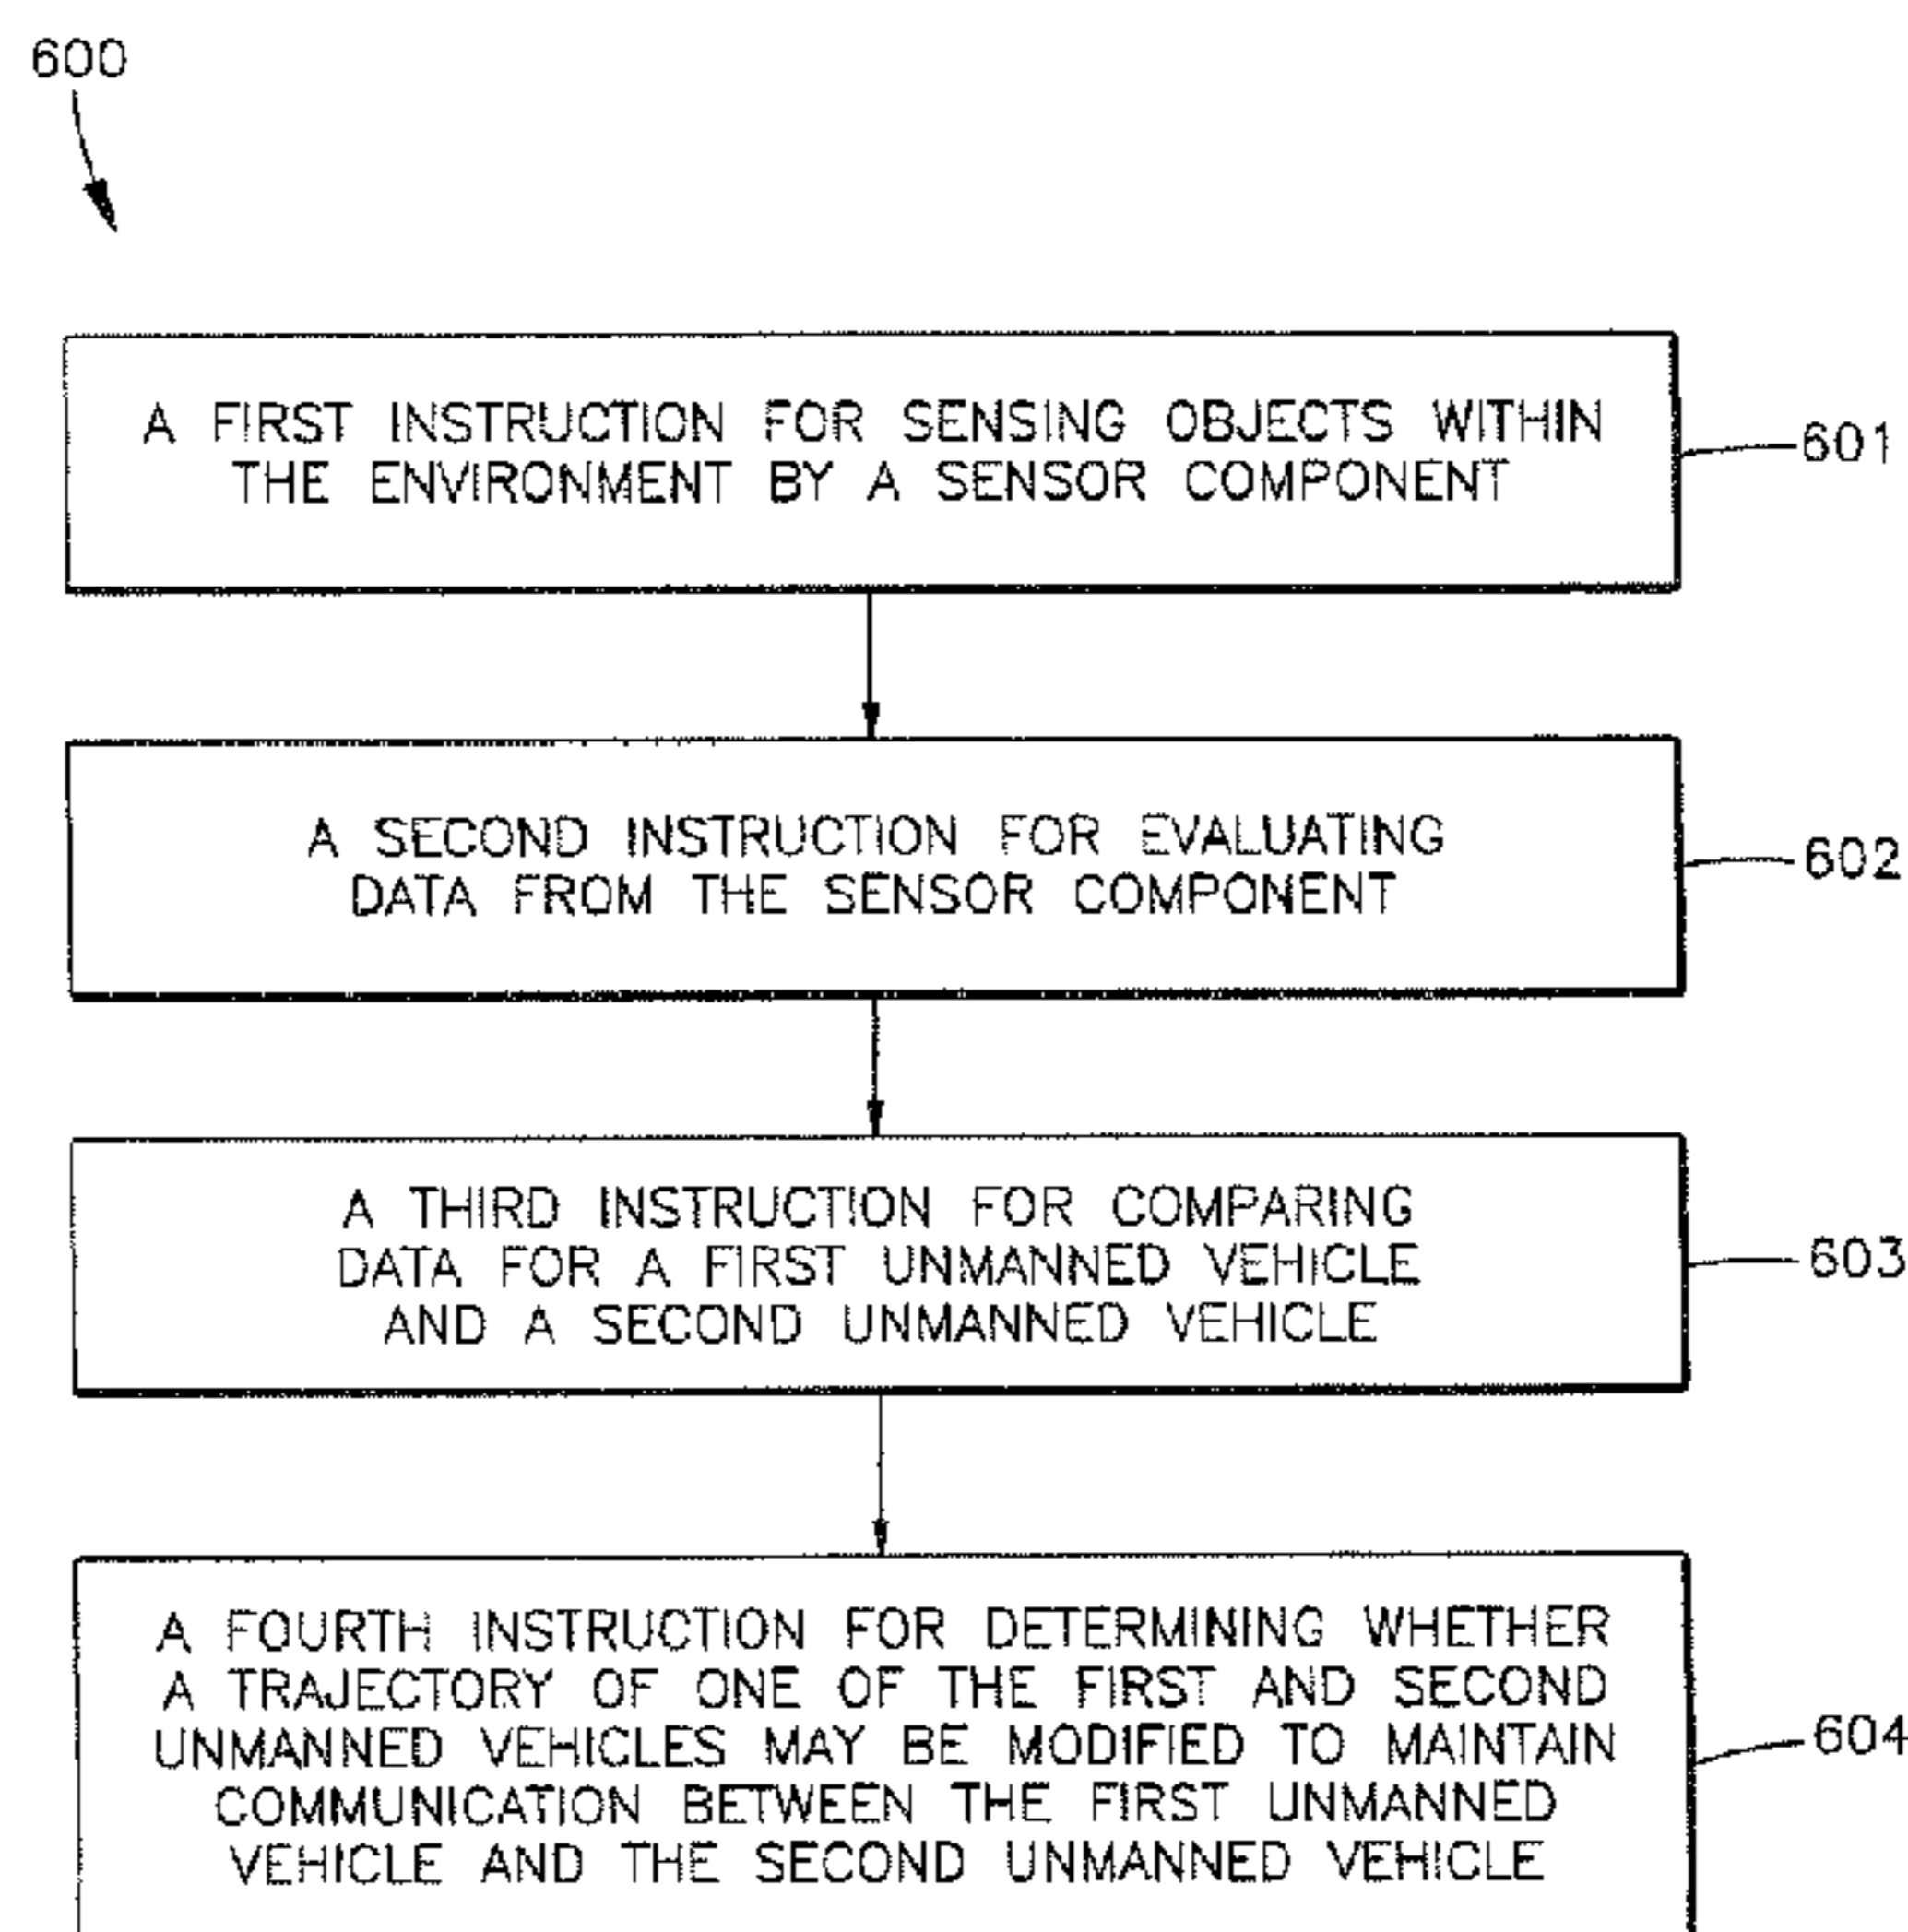 600
A FIRST INSTRUCTION FOR SENSING OBJECTS WITHIN
THE ENVIRONMENT BY A SENSOR COMPONENT
601
A SECOND INSTRUCTION FOR EVALUATING
DATA FROM THE SENSOR COMPONENT
602
A THIRD INSTRUCTION FOR COMPARING
DATA FOR A FIRST UNMANNED VEHICLE
AND A SECOND UNMANNED VEHICLE
603
A FOURTH INSTRUCTION FOR DETERMINING WHETHER
A TRAJECTORY OF ONE OF THE FIRST AND SECOND
UNMANNED VEHICLES MAY BE MODIFIED TO MAINTAIN
COMMUNICATION BETWEEN THE FIRST UNMANNED
VEHICLE AND THE SECOND UNMANNED VEHICLE
604